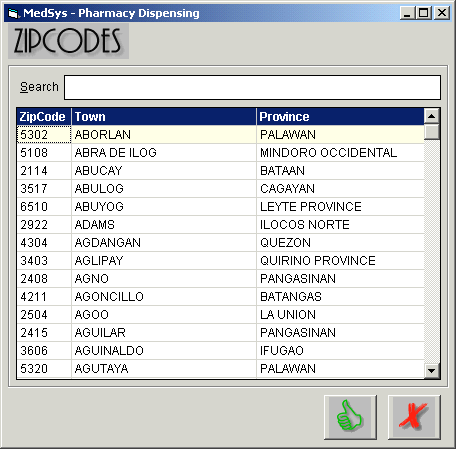 MedSys - Pharmacy Dispensing
ZIPCODES
Search
ZipCode Town Province
5302 ABORLAN PALAWAN
5108 ABRA DE ILOG MINDORO OCCIDENTAL
2114 ABUCAY BATAAN
3517 ABULOG CAGAYAN
6510 ABUYOG LEYTE PROVINCE
2922 ADAMS ILOCOS NORTE
4304 AGDANGAN QUEZON
3403 AGLIPAY QUIRINO PROVINCE
2408 AGNO PANGASINAN
4211 AGONCILLO BATANGAS
2504 AGOO LA UNION
2415 AGUILAR PANGASINAN
3606 AGUINALDO IFUGAO
5320 AGUTAYA PALAWAN